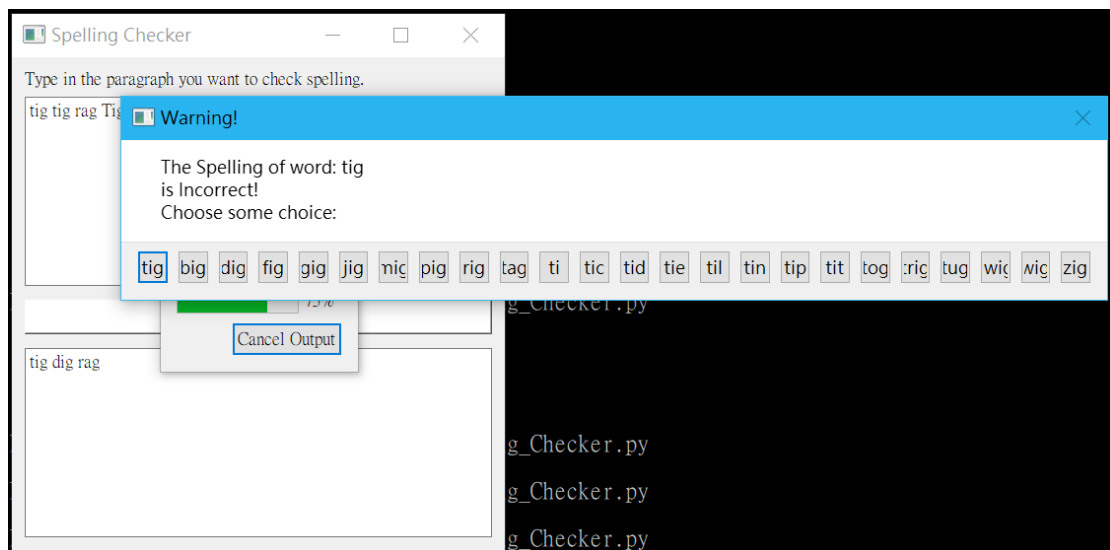 Spelling Checker
Type in the paragraph you want to check spelling.
tig tig rag Tig
Warning!
The Spelling of word: tig
is Incorrect!
Choose some choice:
tig big dig fig gig jig pig rig tag ti tic tid tie til tin tip tit tog tug zig
75%
Cancel Output
tig dig rag
g_Checker.py
g_Checker.py
g_Checker.py
g_Checker.py